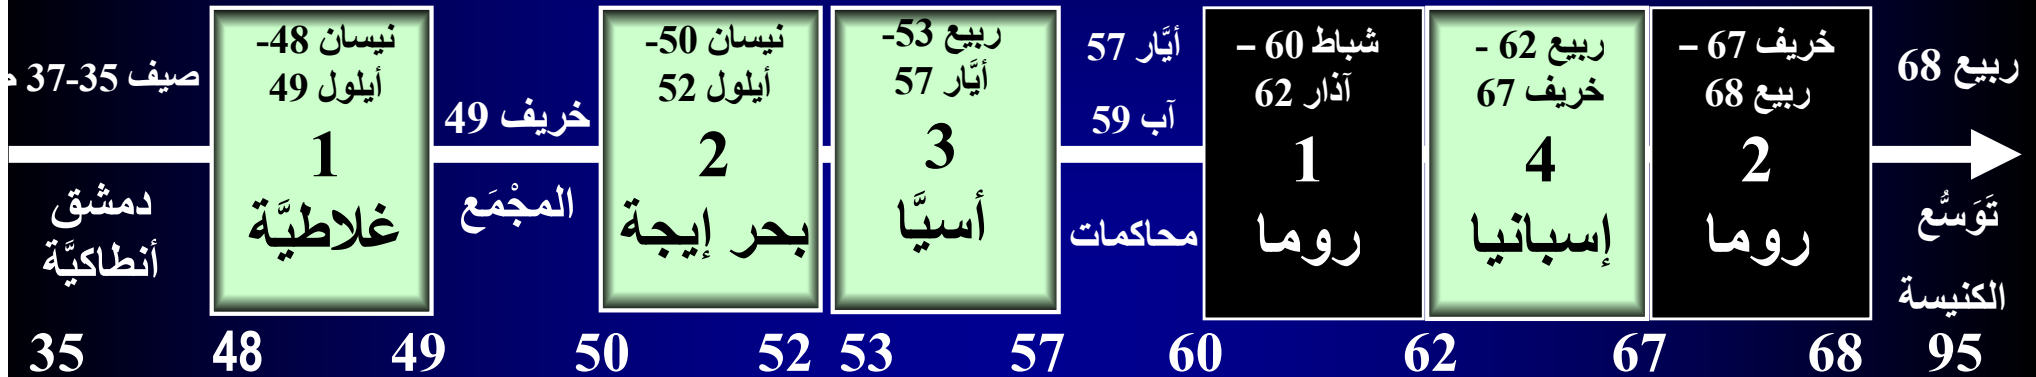 صيف 35-37 م
دمشق
أنطاكيَّة
نيسان 48-
أيلول 49
1
غلاطيَّة
خريف 49
المجْمَع
نيسان 50-
أيلول 52
2
بحر إيجة
ربيع 53-
أيَّار 57
3
أسيَّا
أيَّار 57
آب 59
محاكمات
شباط 60 –
آذار 62
1
روما
ربيع 62 -
خريف 67
4
إسبانيا
خريف 67 –
ربيع 68
2
روما
ربيع 68
تَوَسُّع
الكنيسة
35 48 49 50 52 53 57 60 62 67 68 95